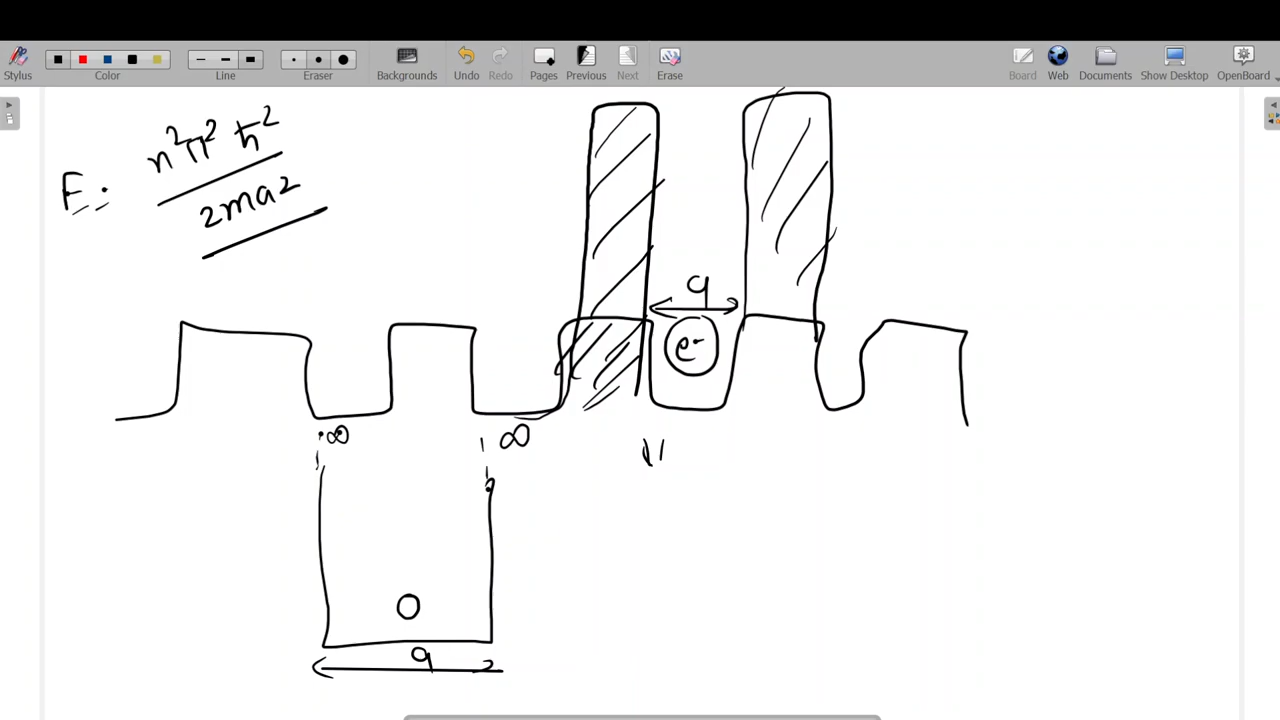 Stylus Color Line Eraser Backgrounds Undo Redo Pages Previous Next Erase Board Web Documents Show Desktop OpenBoard
E: n²π²ħ²
2ma²
a
e-
∞ ∞
0
a